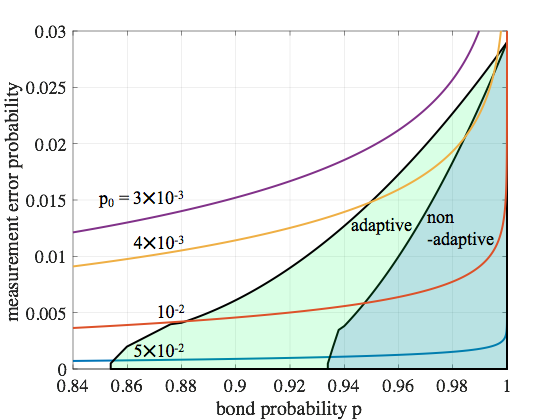 measurement error probability
0.03
0.025
0.02
0.015
0.01
0.005
0
p₀ = 3×10⁻³
4×10⁻³
10⁻²
5×10⁻²
adaptive
non
-adaptive
0.84 0.86 0.88 0.9 0.92 0.94 0.96 0.98 1
bond probability p